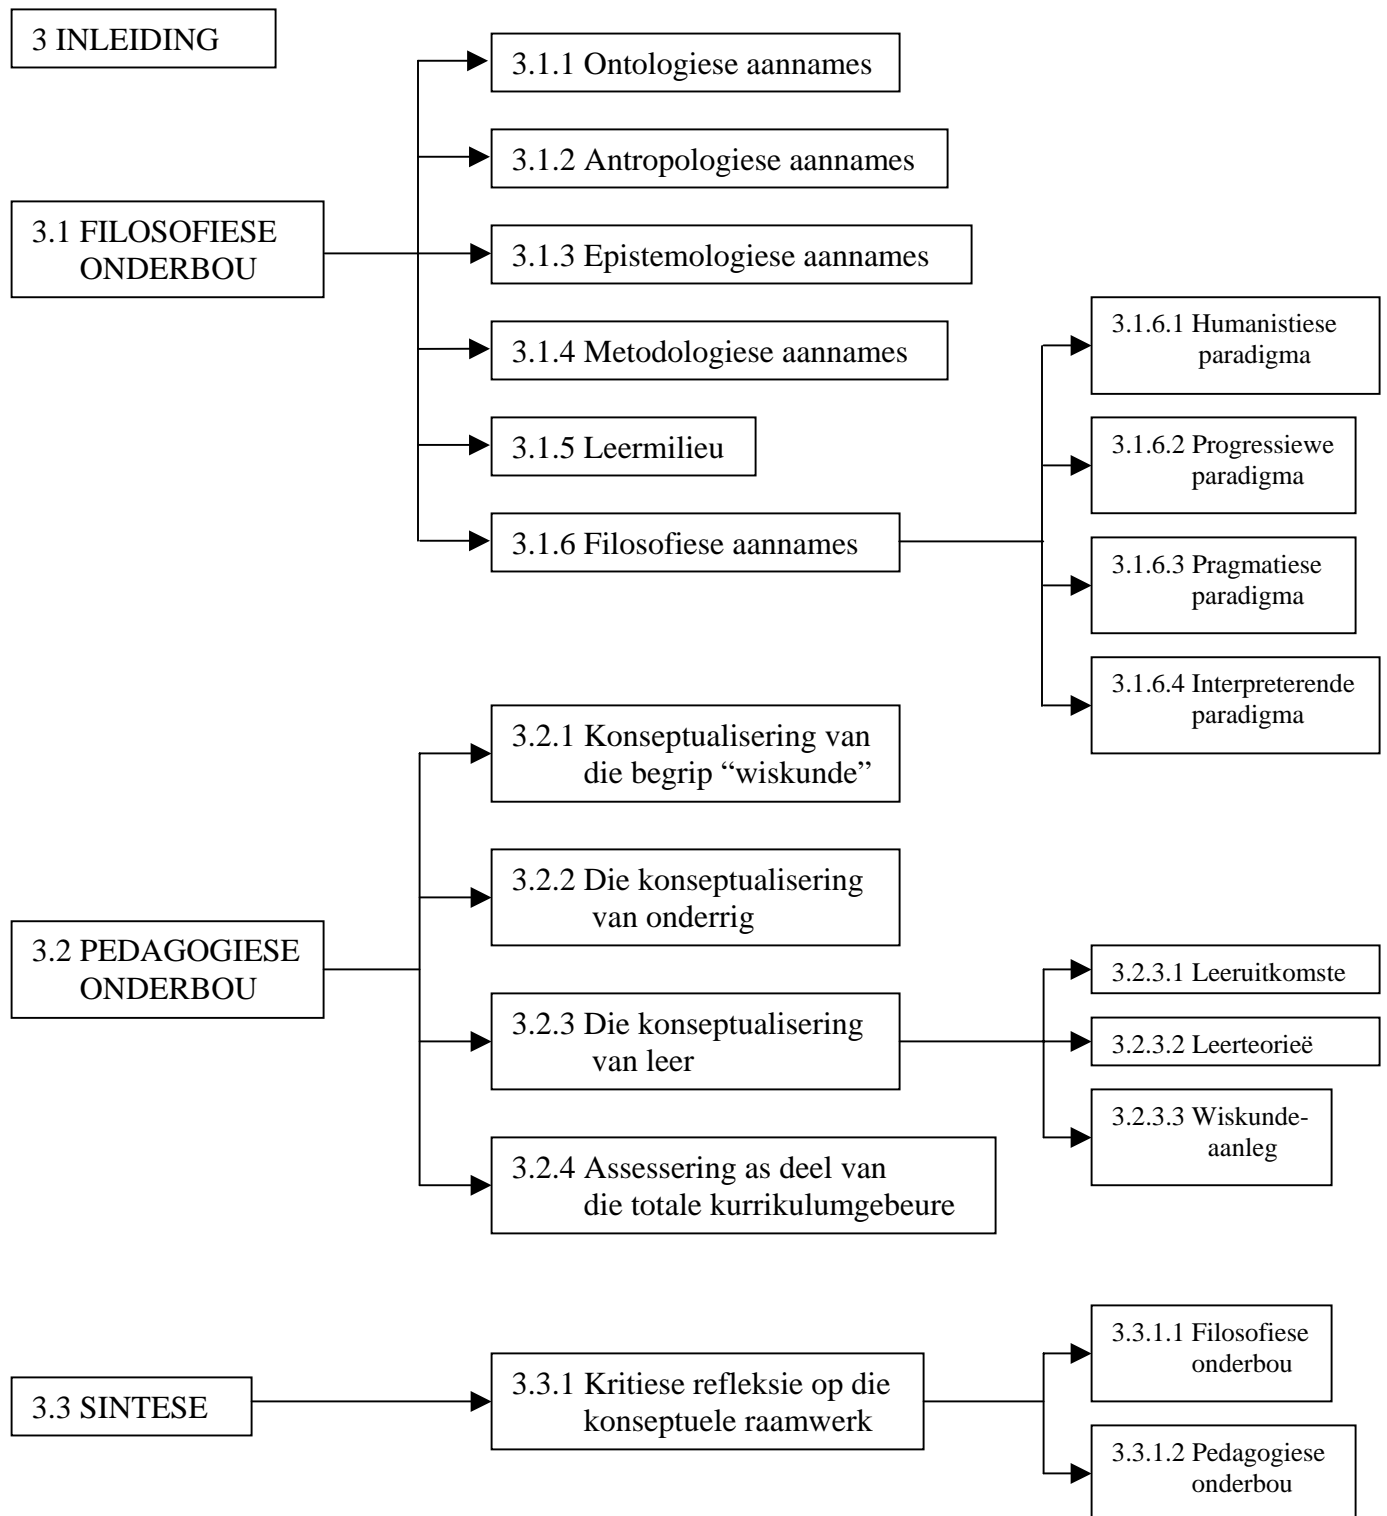 3 INLEIDING
3.1 FILOSOFIESE
ONDERBOU
3.1.1 Ontologiese aannames
3.1.2 Antropologiese aannames
3.1.3 Epistemologiese aannames
3.1.4 Metodologiese aannames
3.1.5 Leermilieu
3.1.6 Filosofiese aannames
3.1.6.1 Humanistiese
paradigma
3.1.6.2 Progressiewe
paradigma
3.1.6.3 Pragmatiese
paradigma
3.1.6.4 Interpreterende
paradigma
3.2 PEDAGOGIESE
ONDERBOU
3.2.1 Konseptualisering van
die begrip “wiskunde”
3.2.2 Die konseptualisering
van onderrig
3.2.3 Die konseptualisering
van leer
3.2.3.1 Leeruitkomste
3.2.3.2 Leerteorieë
3.2.3.3 Wiskunde-
aanleg
3.2.4 Assessering as deel van
die totale kurrikulumgebeure
3.3 SINTESE
3.3.1 Kritiese refleksie op die
konseptuele raamwerk
3.3.1.1 Filosofiese
onderbou
3.3.1.2 Pedagogiese
onderbou